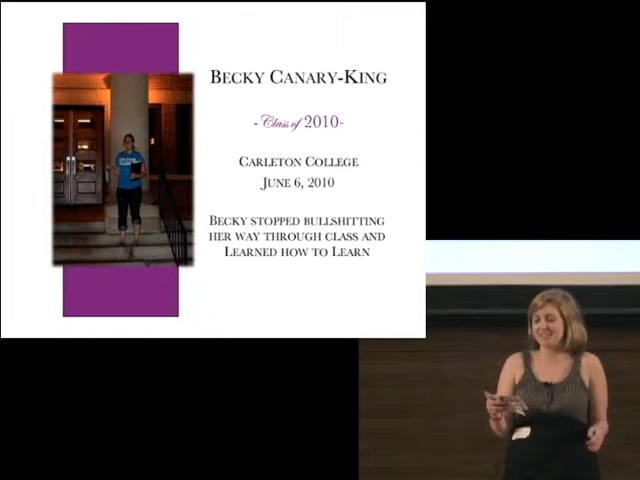 BECKY CANARY-KING
-Class of 2010-
CARLETON COLLEGE
JUNE 6, 2010
BECKY STOPPED BULLSHITTING
HER WAY THROUGH CLASS AND
LEARNED HOW TO LEARN